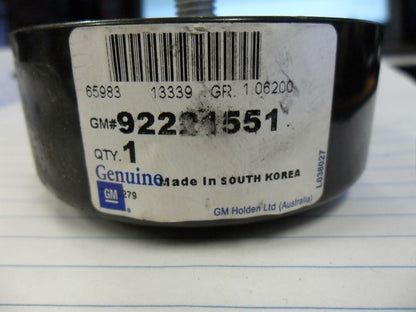 65983 13339 GR. 1.06200
GM# 92221551
QTY. 1
Genuine Made In SOUTH KOREA
GM 279
GM Holden Ltd (Australia)
L038027